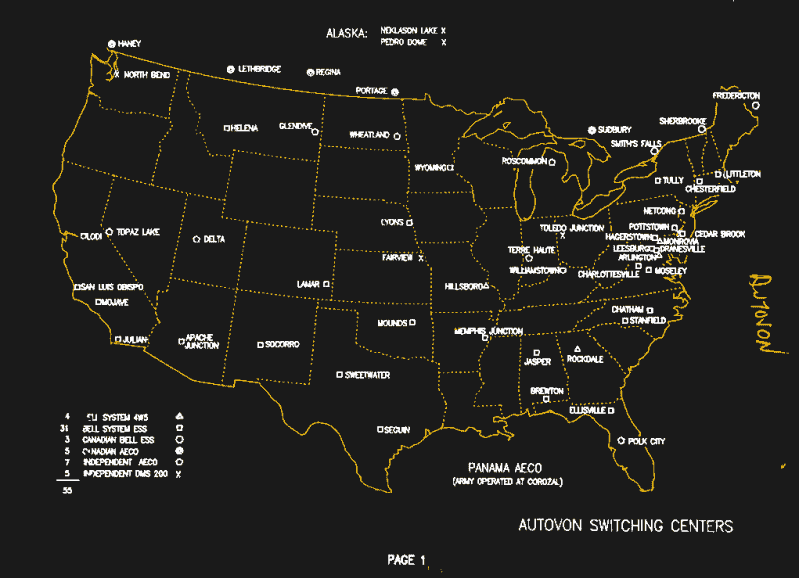 ALASKA: NEKLASON LAKE X
PEDRO DOME X
HANEY
LETHBRIDGE
REGINA
NORTH BEND
PORTAGE
FREDERICTON
SHERBROOKE
SUDBURY
SMITH'S FALLS
HELENA
GLENDIVE
WHEATLAND
WYOMING
ROSCOMMON
TULLY
LITTLETON
CHESTERFIELD
LYONS
NETCONG
POTTSTOWN
CEDAR BROOK
LODI
TOPAZ LAKE
DELTA
TOLEDO JUNCTION
X
HAGERSTOWN
MONROVIA
LEESBURG
DRANESVILLE
ARLINGTON
FAIRVIEW X
TERRE HAUTE
WILLIAMSTOWN
CHARLOTTESVILLE
MOSELEY
SAN LUIS OBISPO
MOJAVE
LAMAR
HILLSBORO
CHATHAM
STANFIELD
MOUNDS
MEMPHIS JUNCTION
JULIAN
APACHE
JUNCTION
SOCORRO
JASPER
ROCKDALE
SWEETWATER
BREWTON
ELLISVILLE
SEGUIN
POLK CITY
AUTOVON
4 SYSTEM 4W5
31 BELL SYSTEM ESS
3 CANADIAN BELL ESS
5 CANADIAN AECO
7 INDEPENDENT AECO
5 INDEPENDENT DMS 200 X
55
PANAMA AECO
(ARMY OPERATED AT COROZAL)
AUTOVON SWITCHING CENTERS
PAGE 1